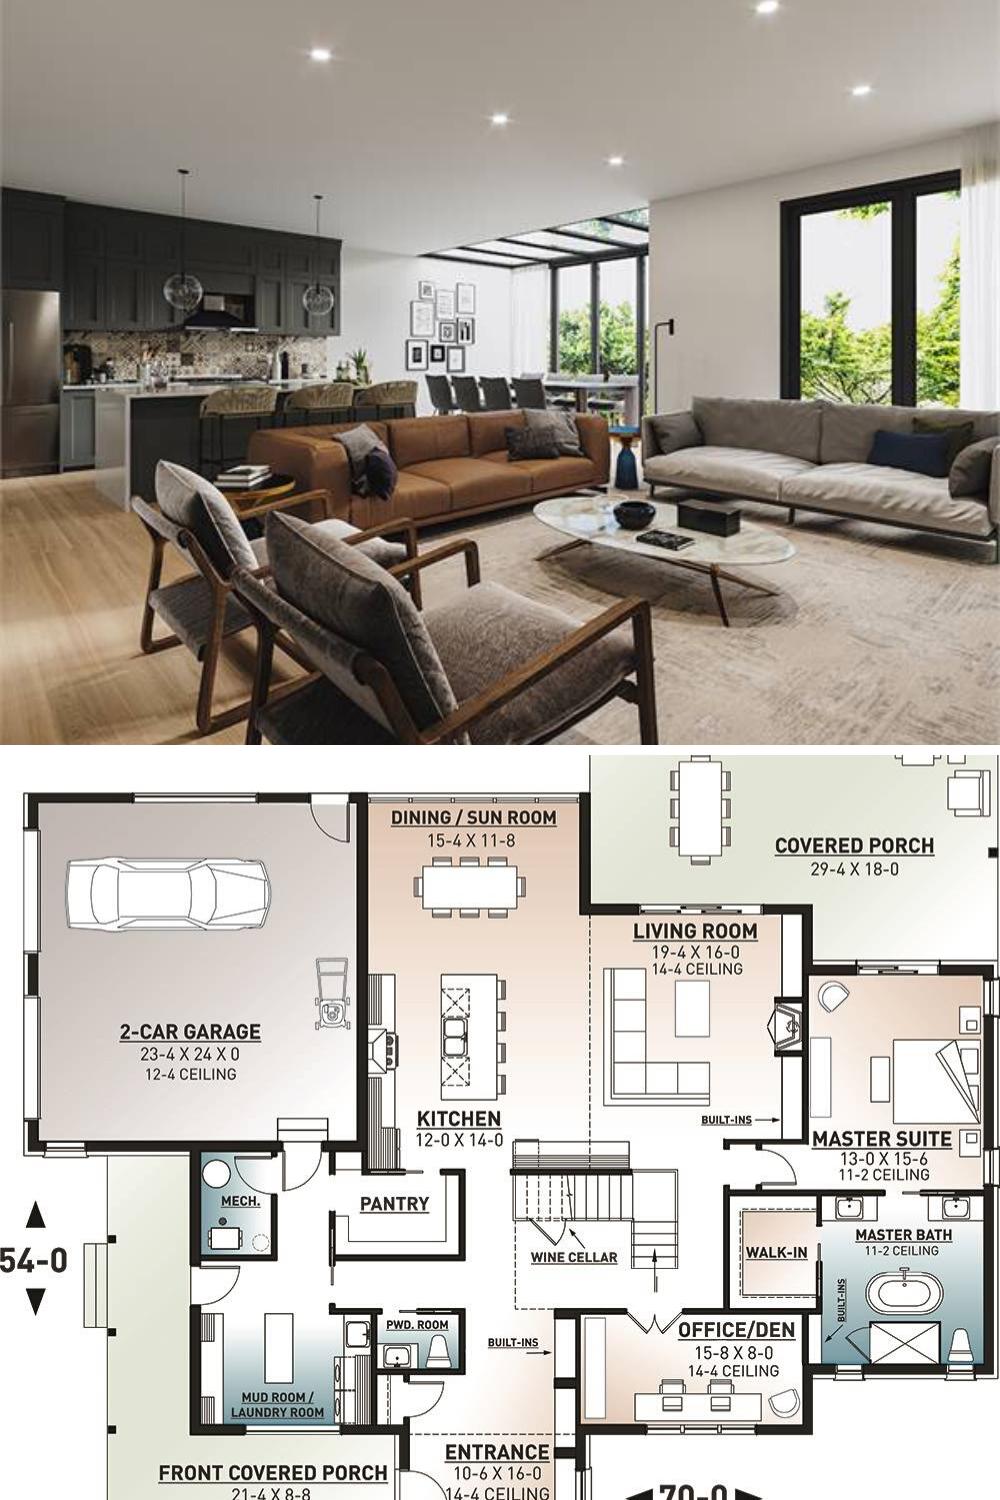 DINING / SUN ROOM
15-4 X 11-8
COVERED PORCH
29-4 X 18-0
LIVING ROOM
19-4 X 16-0
14-4 CEILING
2-CAR GARAGE
23-4 X 24 X 0
12-4 CEILING
KITCHEN
12-0 X 14-0
BUILT-INS
MASTER SUITE
13-0 X 15-6
11-2 CEILING
MECH.
PANTRY
54-0
WINE CELLAR
WALK-IN
MASTER BATH
11-2 CEILING
BUILT-INS
PWD. ROOM
BUILT-INS
OFFICE/DEN
15-8 X 8-0
14-4 CEILING
MUD ROOM /
LAUNDRY ROOM
ENTRANCE
10-6 X 16-0
14-4 CEILING
FRONT COVERED PORCH
21-4 X 8-8
70-0